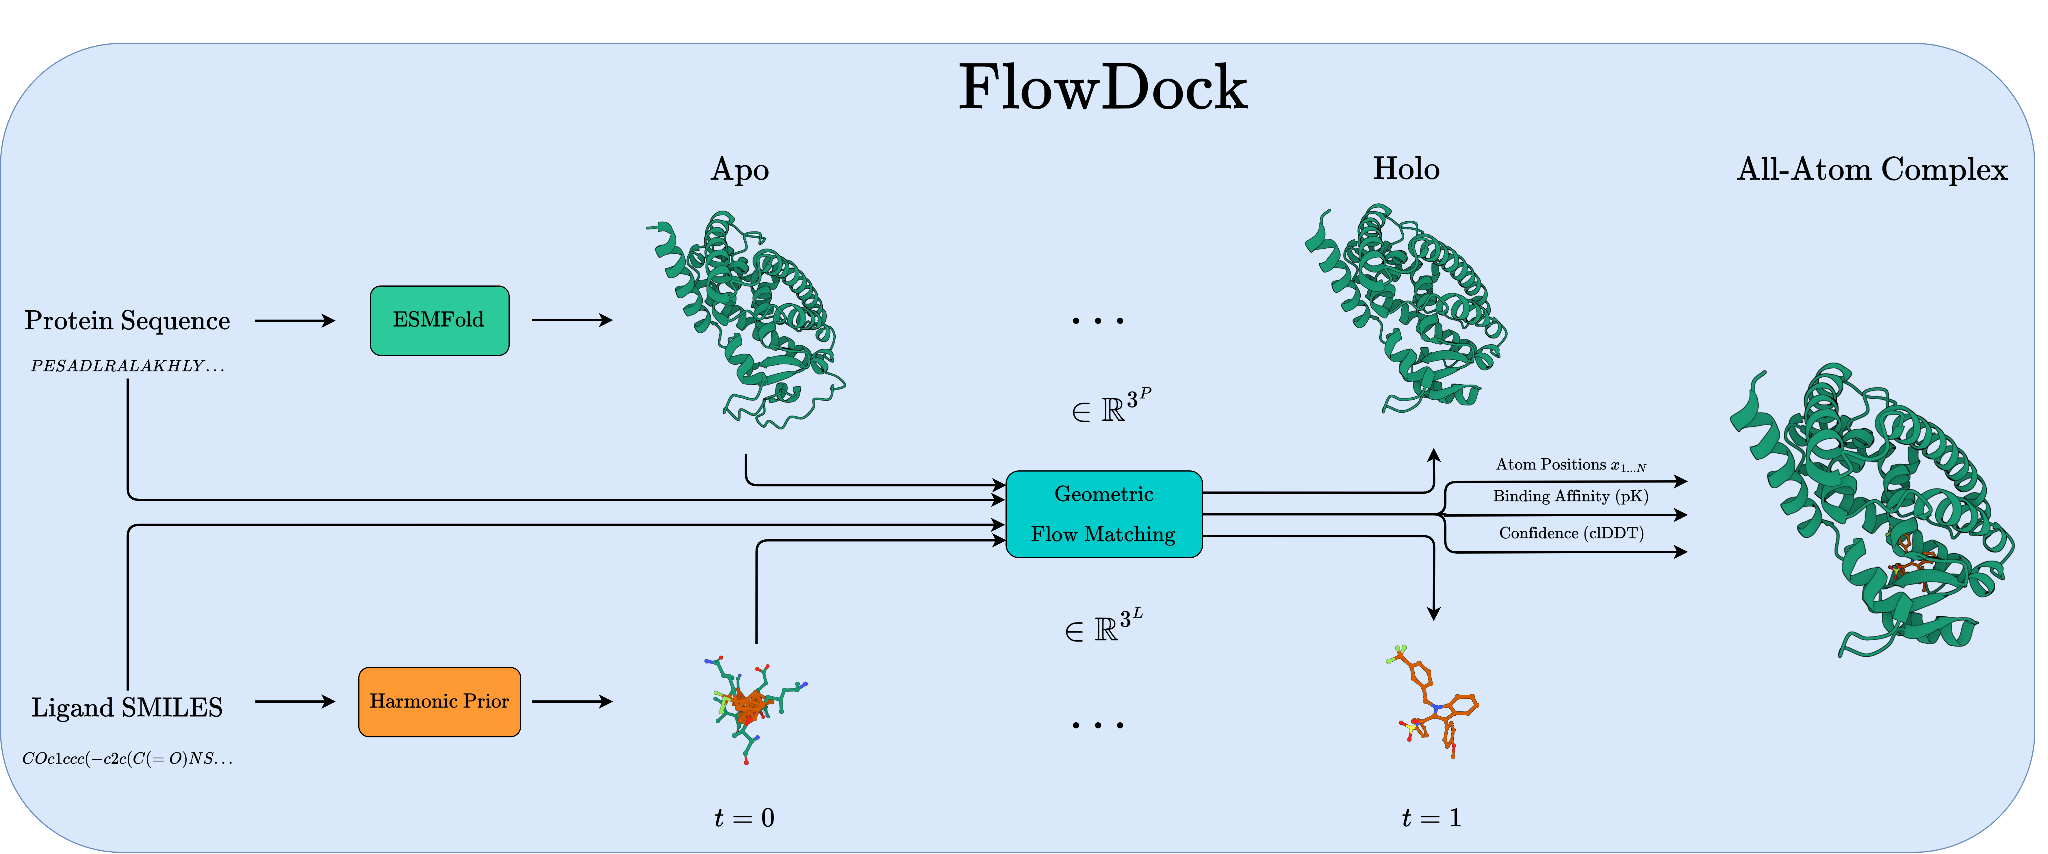 FlowDock
Apo
Holo
All-Atom Complex
Protein Sequence
PESADLRALAKHLY...
ESMFold
...
∈ ℝ^{3^P}
Geometric
Flow Matching
Atom Positions x_{1...N}
Binding Affinity (pK)
Confidence (clDDT)
∈ ℝ^{3^L}
Ligand SMILES
COc1ccc(−c2c(C(= O)NS...
Harmonic Prior
...
t = 0
t = 1